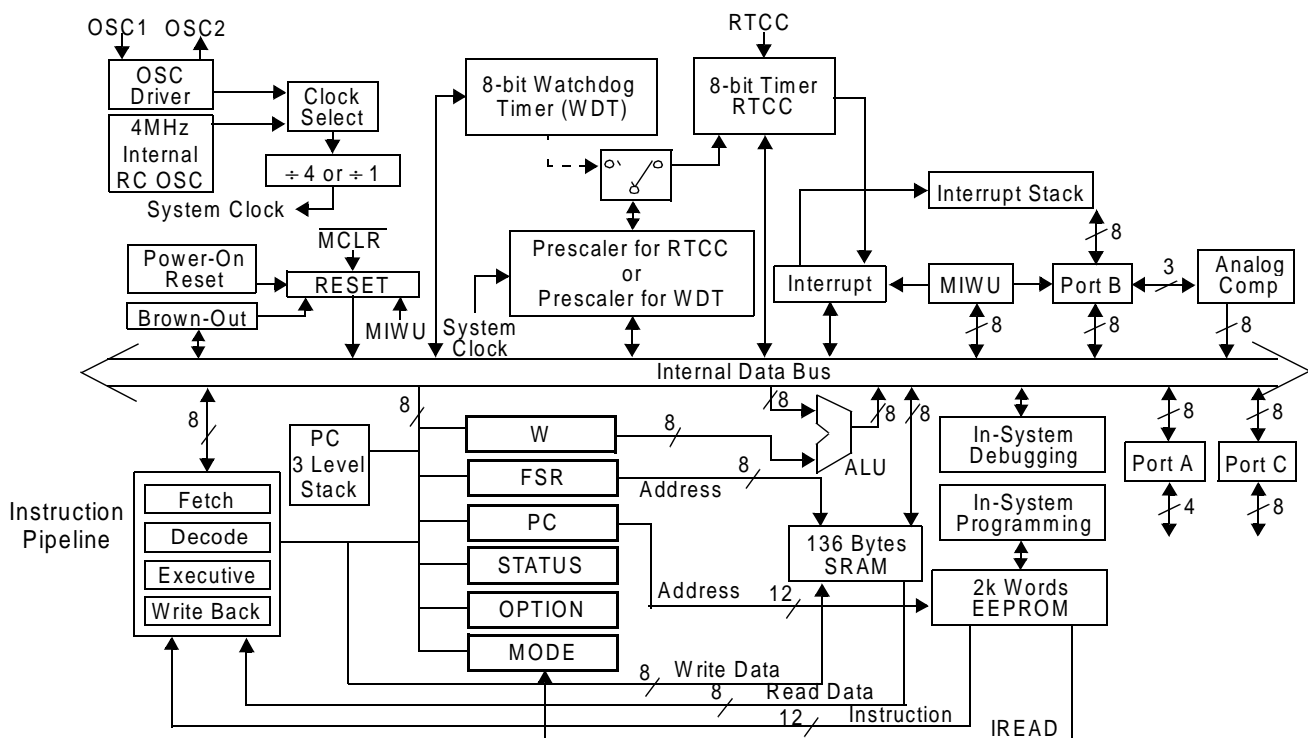 OSC1
OSC2
OSC
Driver
4MHz
Internal
RC OSC
Clock
Select
÷ 4 or ÷ 1
System Clock
8-bit Watchdog
Timer (WDT)
RTCC
8-bit Timer
RTCC
Prescaler for RTCC
or
Prescaler for WDT
System
Clock
MCLR
Power-On
Reset
RESET
Brown-Out
MIWU
Interrupt Stack
8
Interrupt
MIWU
Port B
3
Analog
Comp
8
8
8
Internal Data Bus
8
8
8
8
8
8
8
PC
3 Level
Stack
W
8
FSR
8
Address
PC
STATUS
OPTION
MODE
ALU
In-System
Debugging
Port A
Port C
4
8
In-System
Programming
Instruction
Pipeline
Fetch
Decode
Executive
Write Back
136 Bytes
SRAM
Address
12
2k Words
EEPROM
8
Write Data
8
Read Data
12
Instruction
IREAD